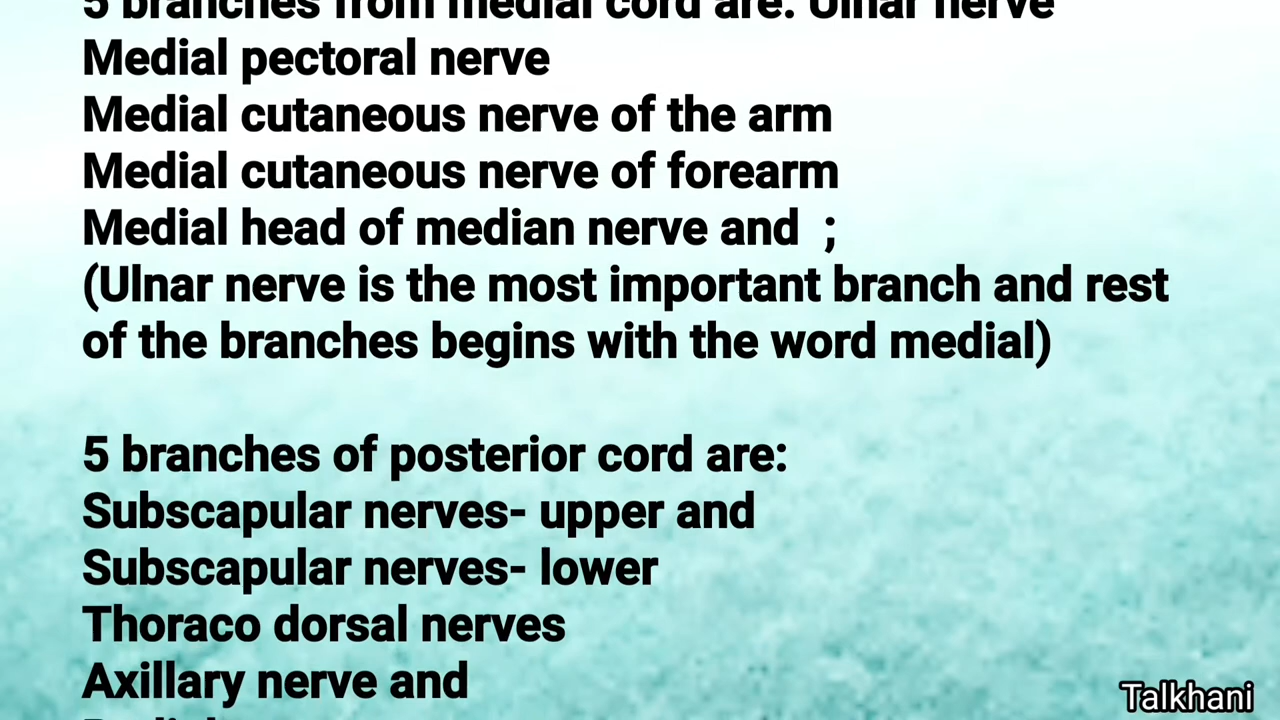 5 branches from medial cord are: Ulnar nerve
Medial pectoral nerve
Medial cutaneous nerve of the arm
Medial cutaneous nerve of forearm
Medial head of median nerve and  ;
(Ulnar nerve is the most important branch and rest
of the branches begins with the word medial)
5 branches of posterior cord are:
Subscapular nerves- upper and
Subscapular nerves- lower
Thoraco dorsal nerves
Axillary nerve and
Talkhani